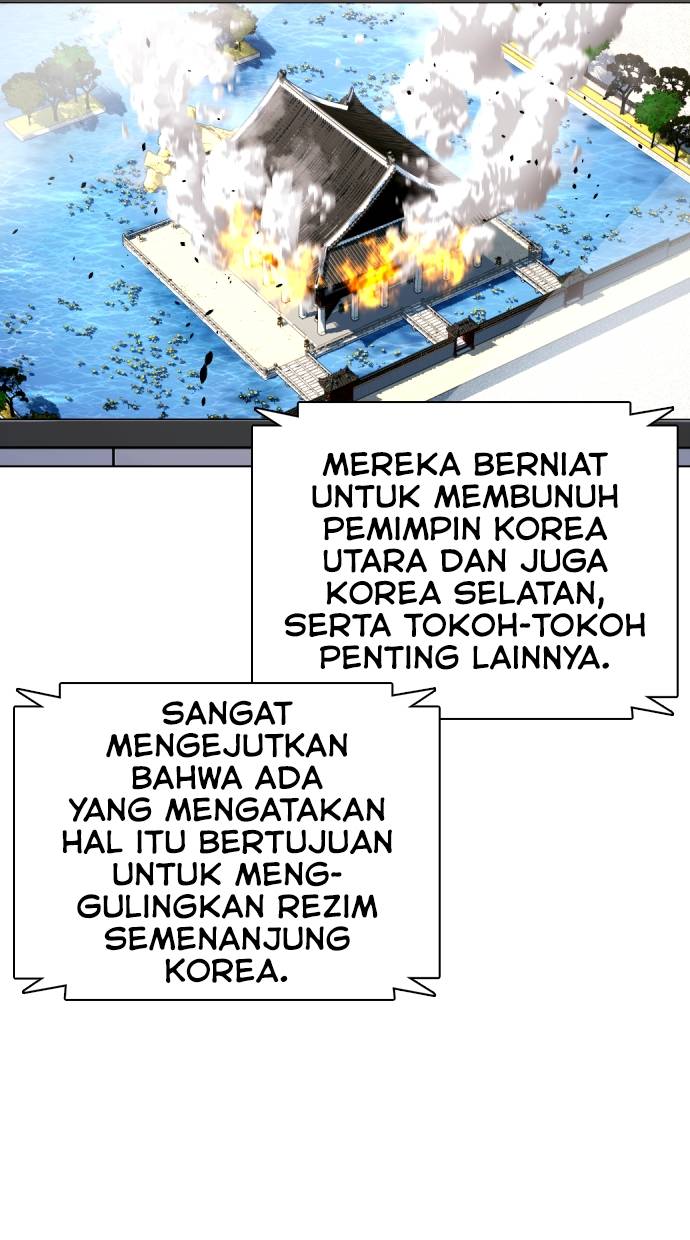 MEREKA BERNIAT
UNTUK MEMBUNUH
PEMIMPIN KOREA
UTARA DAN JUGA
KOREA SELATAN,
SERTA TOKOH-TOKOH
PENTING LAINNYA.
SANGAT
MENGEJUTKAN
BAHWA ADA
YANG MENGATAKAN
HAL ITU BERTUJUAN
UNTUK MENG-
GULINGKAN REZIM
SEMENANJUNG
KOREA.